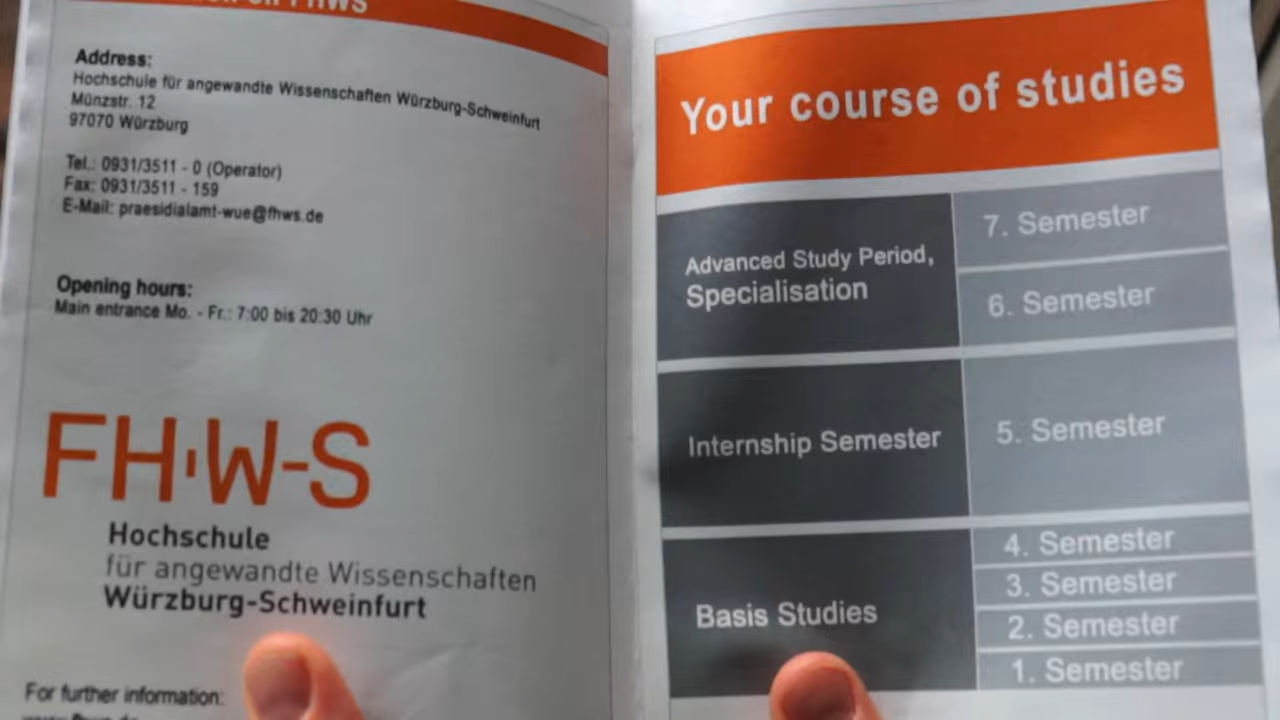 on FHWS
Address:
Hochschule für angewandte Wissenschaften Würzburg-Schweinfurt
Münzstr. 12
97070 Würzburg
Tel.: 0931/3511 - 0 (Operator)
Fax: 0931/3511 - 159
E-Mail: praesidialamt-wue@fhws.de
Opening hours:
Main entrance Mo. - Fr.: 7:00 bis 20:30 Uhr
FH·W-S
Hochschule
für angewandte Wissenschaften
Würzburg-Schweinfurt
For further information:
Your course of studies
Advanced Study Period,
Specialisation
7. Semester
6. Semester
Internship Semester
5. Semester
Basis Studies
4. Semester
3. Semester
2. Semester
1. Semester